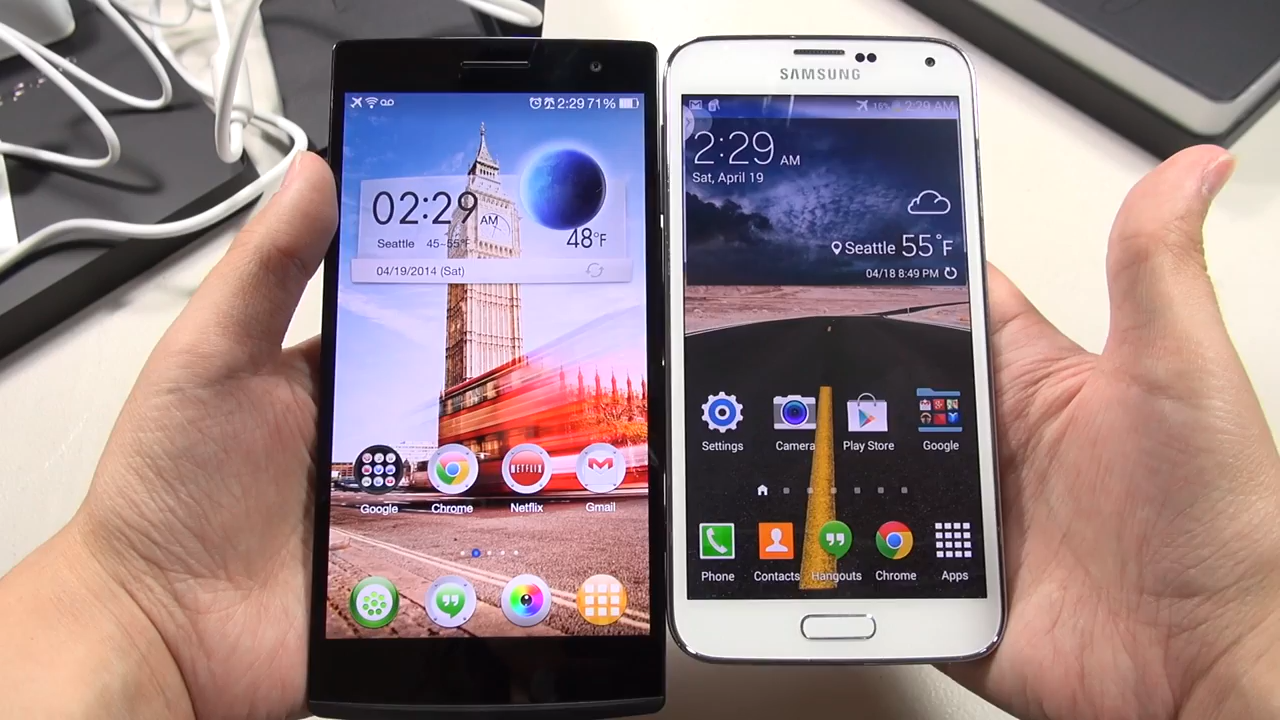 2:29 71%
02:29 AM
Seattle 45~55°F
48°F
04/19/2014 (Sat)
NETFLIX
Google Chrome Netflix Gmail
SAMSUNG
16% 2:29 AM
2:29 AM
Sat, April 19
Seattle 55°F
04/18 8:49 PM
Settings Camera Play Store Google
Phone Contacts Hangouts Chrome Apps